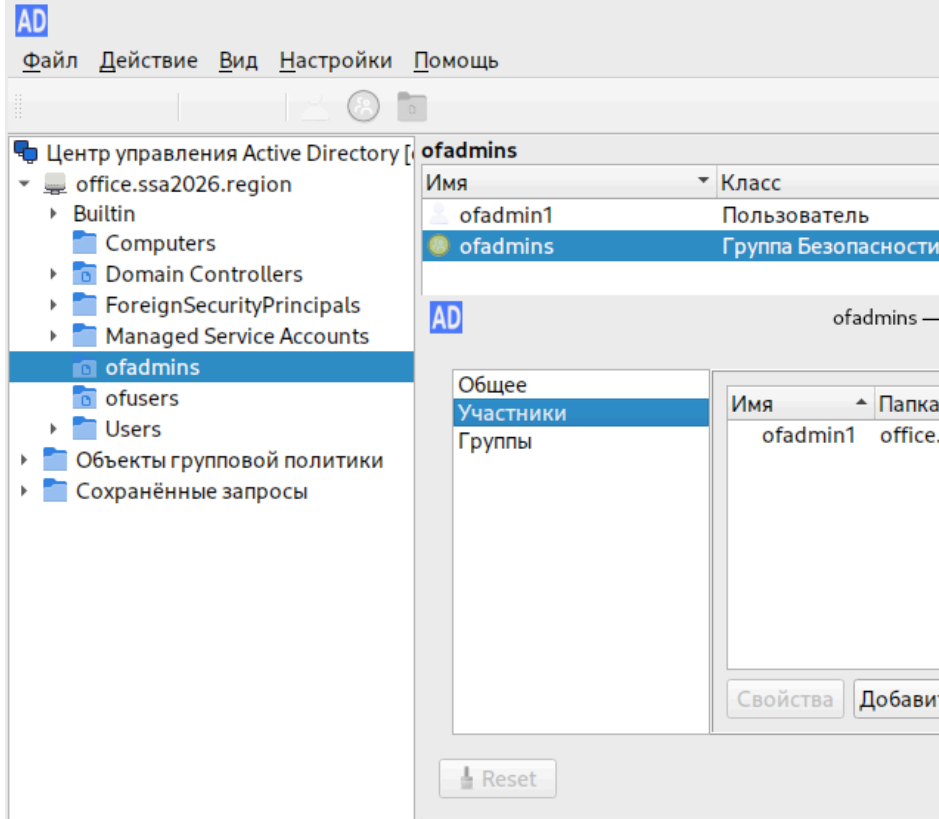 AD
Файл Действие Вид Настройки Помощь
Центр управления Active Directory [
office.ssa2026.region
Builtin
Computers
Domain Controllers
ForeignSecurityPrincipals
Managed Service Accounts
ofadmins
ofusers
Users
Объекты групповой политики
Сохранённые запросы
ofadmins
Имя Класс
ofadmin1 Пользователь
ofadmins Группа Безопасности
AD ofadmins —
Общее
Участники
Группы
Имя Папка
ofadmin1 office.
Свойства Добави
Reset